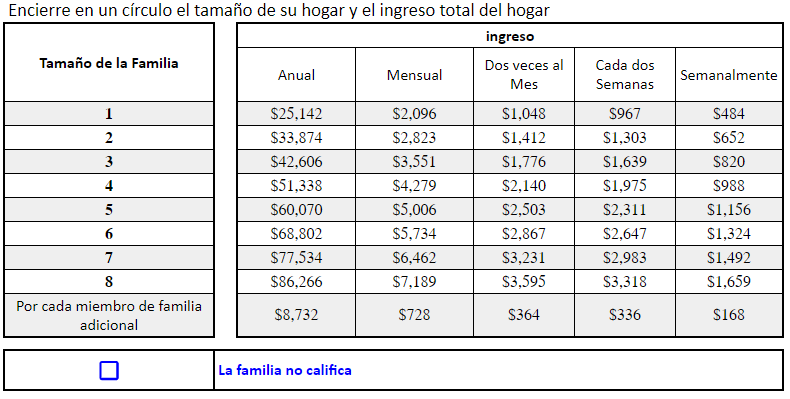 Encierre en un círculo el tamaño de su hogar y el ingreso total del hogar
Tamaño de la Familia
ingreso
Anual Mensual Dos veces al Mes Cada dos Semanas Semanalmente
1 $25,142 $2,096 $1,048 $967 $484
2 $33,874 $2,823 $1,412 $1,303 $652
3 $42,606 $3,551 $1,776 $1,639 $820
4 $51,338 $4,279 $2,140 $1,975 $988
5 $60,070 $5,006 $2,503 $2,311 $1,156
6 $68,802 $5,734 $2,867 $2,647 $1,324
7 $77,534 $6,462 $3,231 $2,983 $1,492
8 $86,266 $7,189 $3,595 $3,318 $1,659
Por cada miembro de familia adicional $8,732 $728 $364 $336 $168
La familia no califica